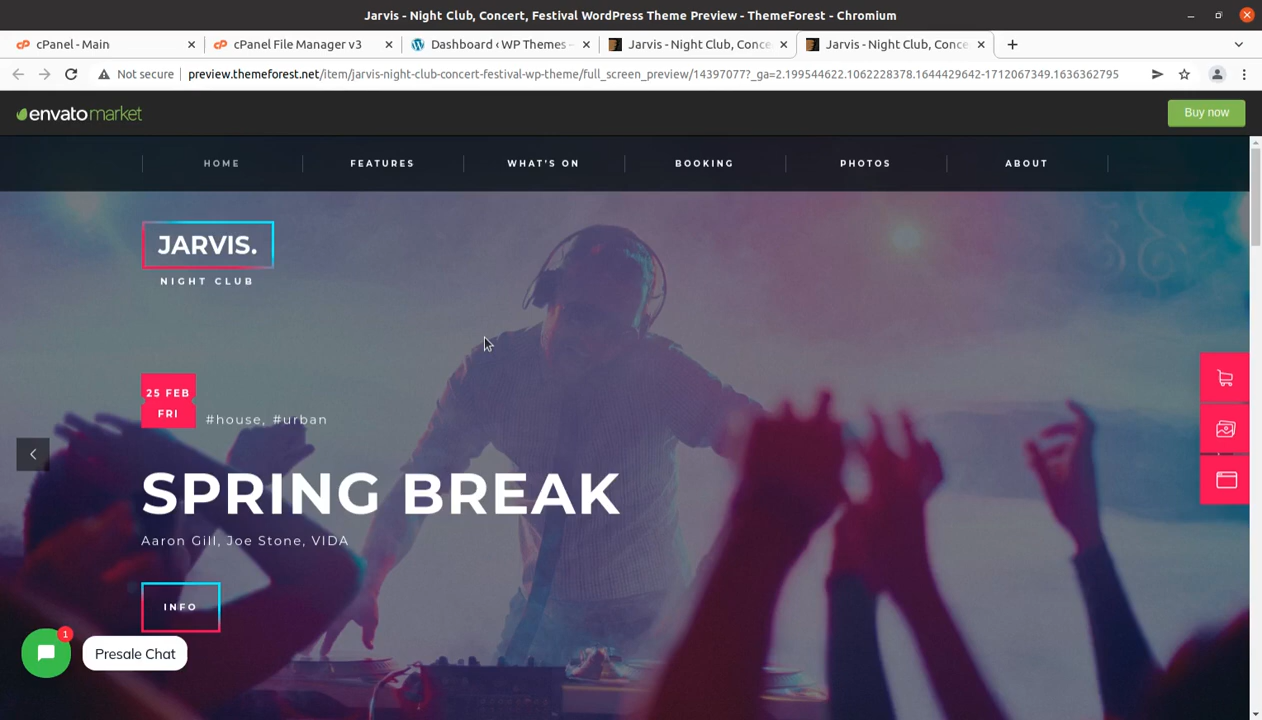 Jarvis - Night Club, Concert, Festival WordPress Theme Preview - ThemeForest - Chromium
cPanel - Main
cPanel File Manager v3
Dashboard ‹ WP Themes –
Jarvis - Night Club, Conce
Jarvis - Night Club, Conce
Not secure
preview.themeforest.net/item/jarvis-night-club-concert-festival-wp-theme/full_screen_preview/14397077?_ga=2.199544622.1062228378.1644429642-1712067349.1636362795
envatomarket
Buy now
HOME
FEATURES
WHAT'S ON
BOOKING
PHOTOS
ABOUT
JARVIS.
NIGHT CLUB
25 FEB
FRI
#house, #urban
SPRING BREAK
Aaron Gill, Joe Stone, VIDA
INFO
1
Presale Chat